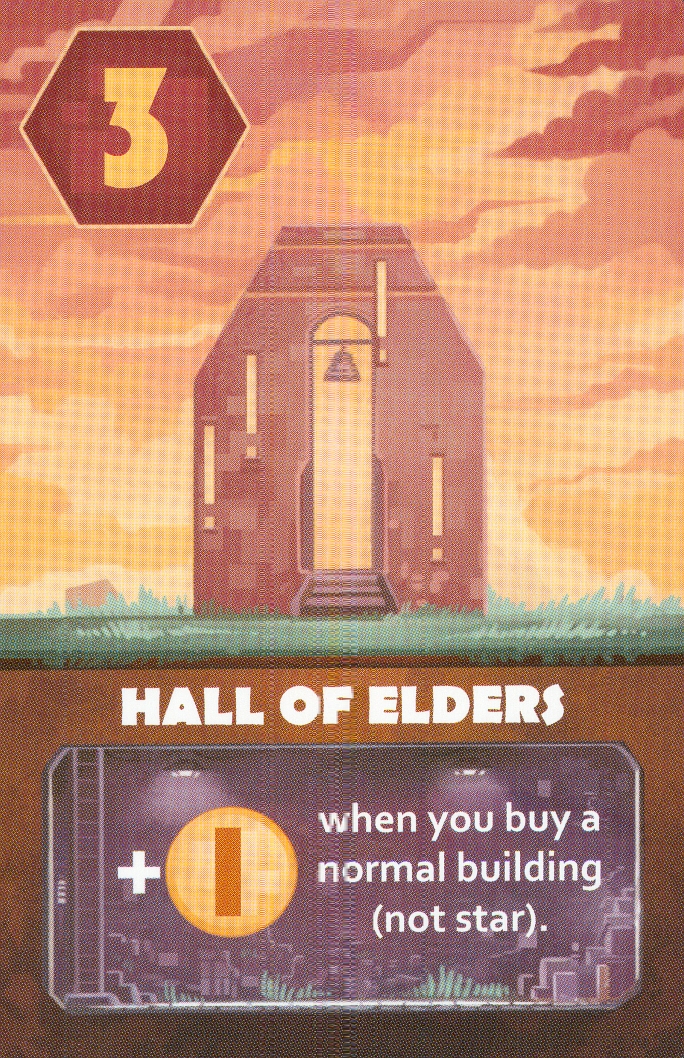 3
HALL OF ELDERS
+1
when you buy a
normal building
(not star).